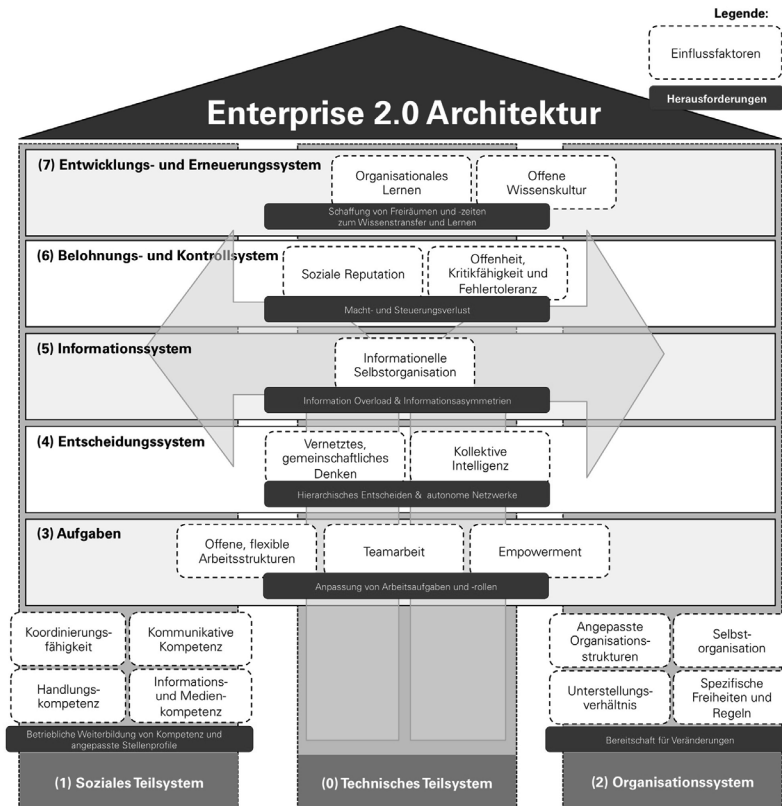 Legende:
Einflussfaktoren
Herausforderungen
Enterprise 2.0 Architektur
(7) Entwicklungs- und Erneuerungssystem
Organisationales
Lernen
Offene
Wissenskultur
Schaffung von Freiräumen und -zeiten
zum Wissenstransfer und Lernen
(6) Belohnungs- und Kontrollsystem
Soziale Reputation
Offenheit,
Kritikfähigkeit und
Fehlertoleranz
Macht- und Steuerungsverlust
(5) Informationssystem
Informationelle
Selbstorganisation
Information Overload & Informationsasymmetrien
(4) Entscheidungssystem
Vernetztes,
gemeinschaftliches
Denken
Kollektive
Intelligenz
Hierarchisches Entscheiden & autonome Netzwerke
(3) Aufgaben
Offene, flexible
Arbeitsstrukturen
Teamarbeit
Empowerment
Anpassung von Arbeitsaufgaben und -rollen
Koordinierungs-
fähigkeit
Kommunikative
Kompetenz
Handlungs-
kompetenz
Informations-
und Medien-
kompetenz
Betriebliche Weiterbildung von Kompetenz und
angepasste Stellenprofile
(1) Soziales Teilsystem
(0) Technisches Teilsystem
Angepasste
Organisations-
strukturen
Selbst-
organisation
Unterstellungs-
verhältnis
Spezifische
Freiheiten und
Regeln
Bereitschaft für Veränderungen
(2) Organisationssystem